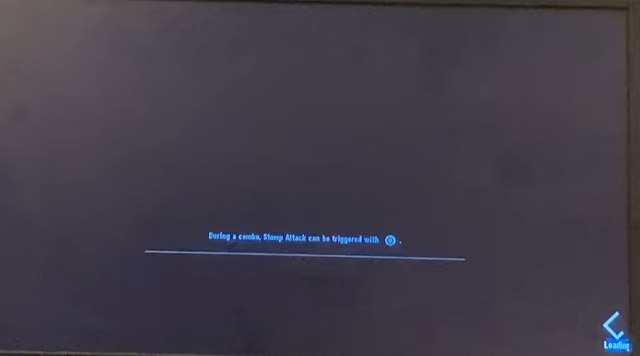 During a combo, Stomp Attack can be triggered with .
Loading